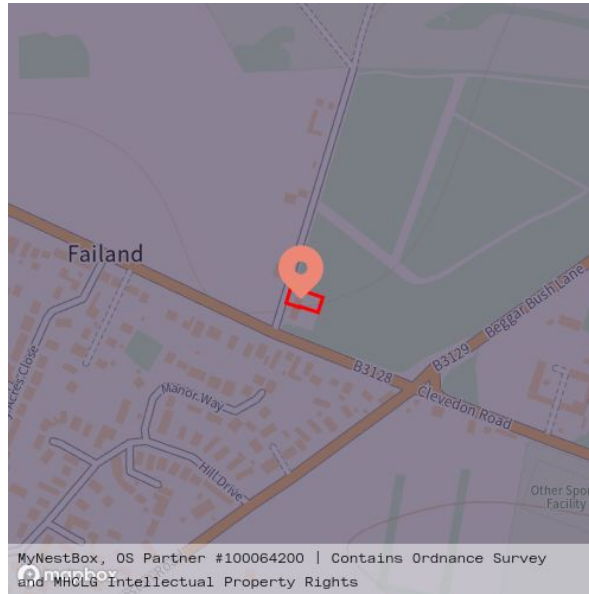 Failand
B3129
Beggar Bush Lane
B3128
Clevedon Road
y Acres Close
Manor Way
Hill Drive
Other Spo
Facility
MyNestBox, OS Partner #100064200 | Contains Ordnance Survey
and MHCLG Intellectual Property Rights
mapbox